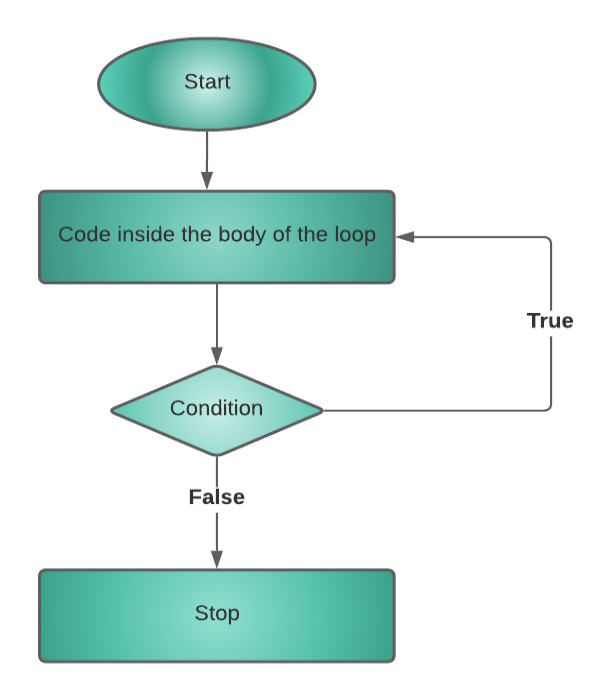 Start
Code inside the body of the loop
True
Condition
False
Stop